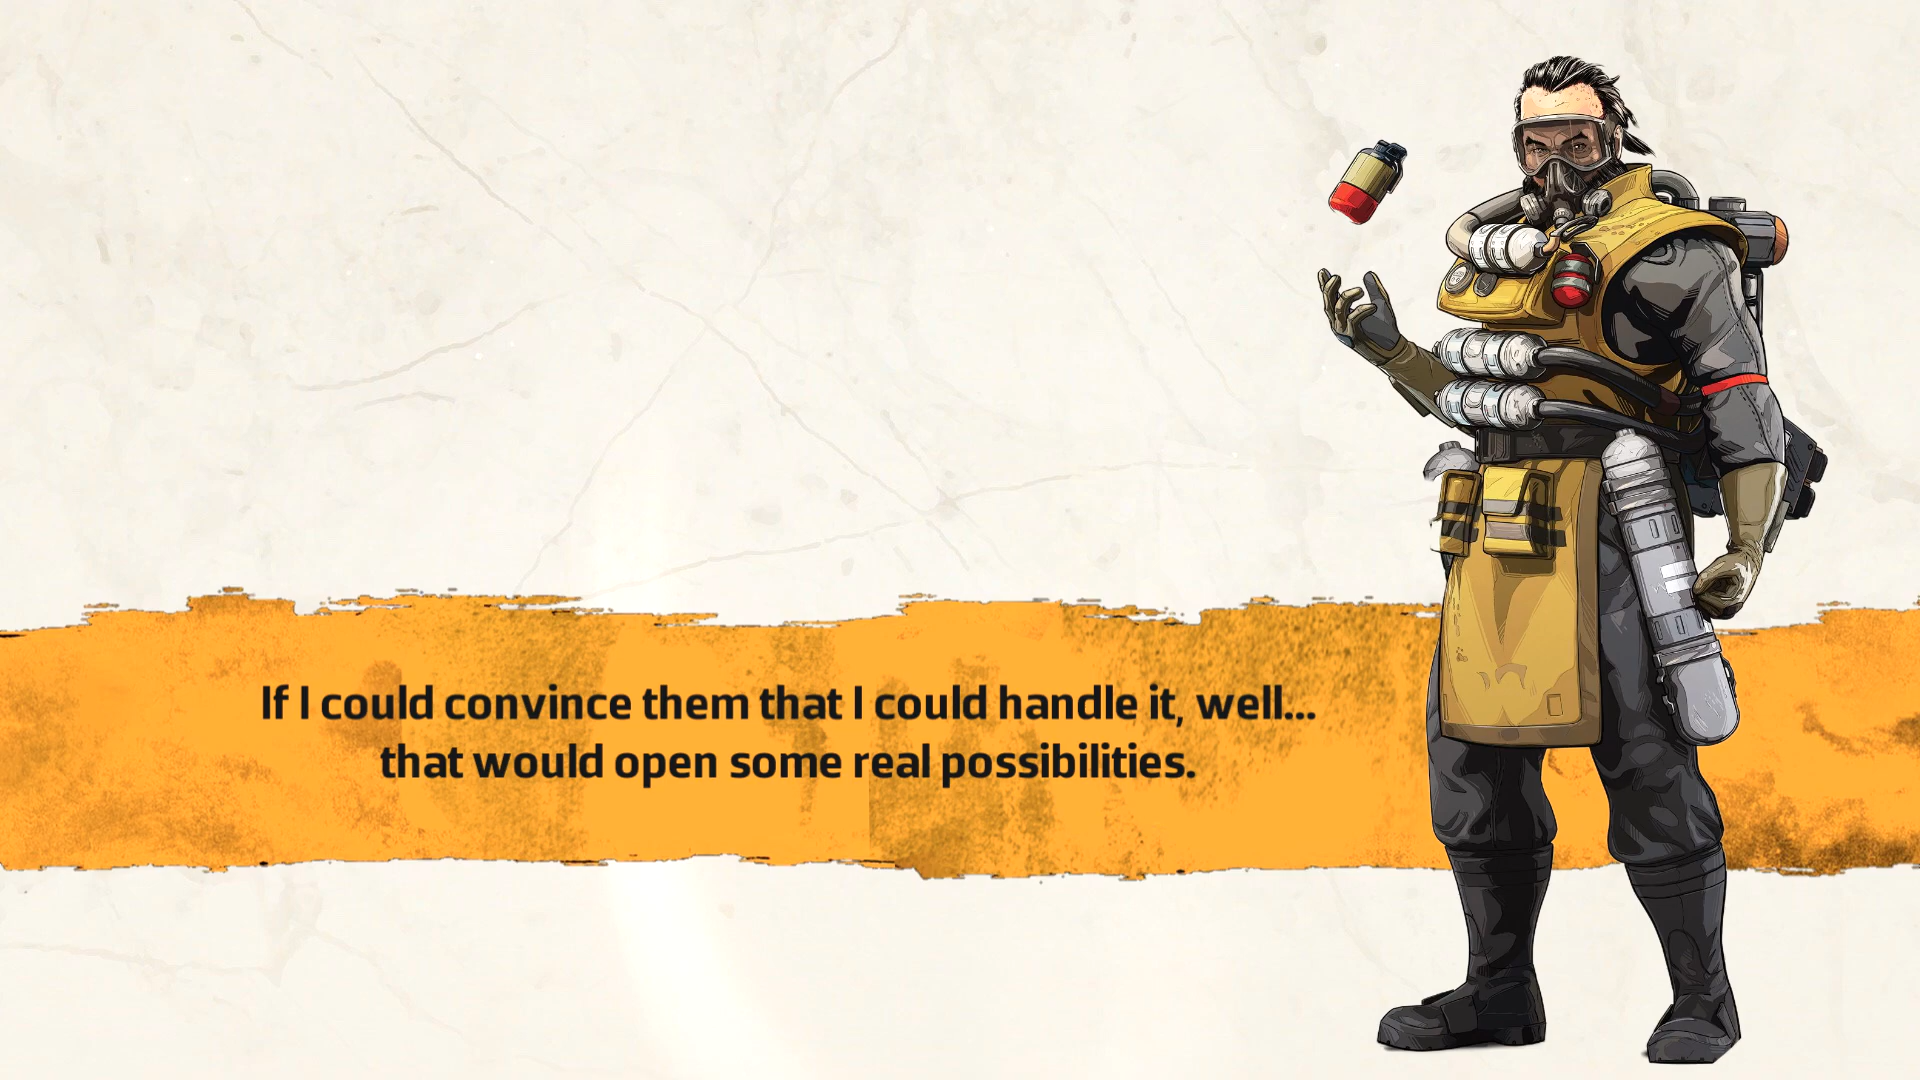 If I could convince them that I could handle it, well...
that would open some real possibilities.